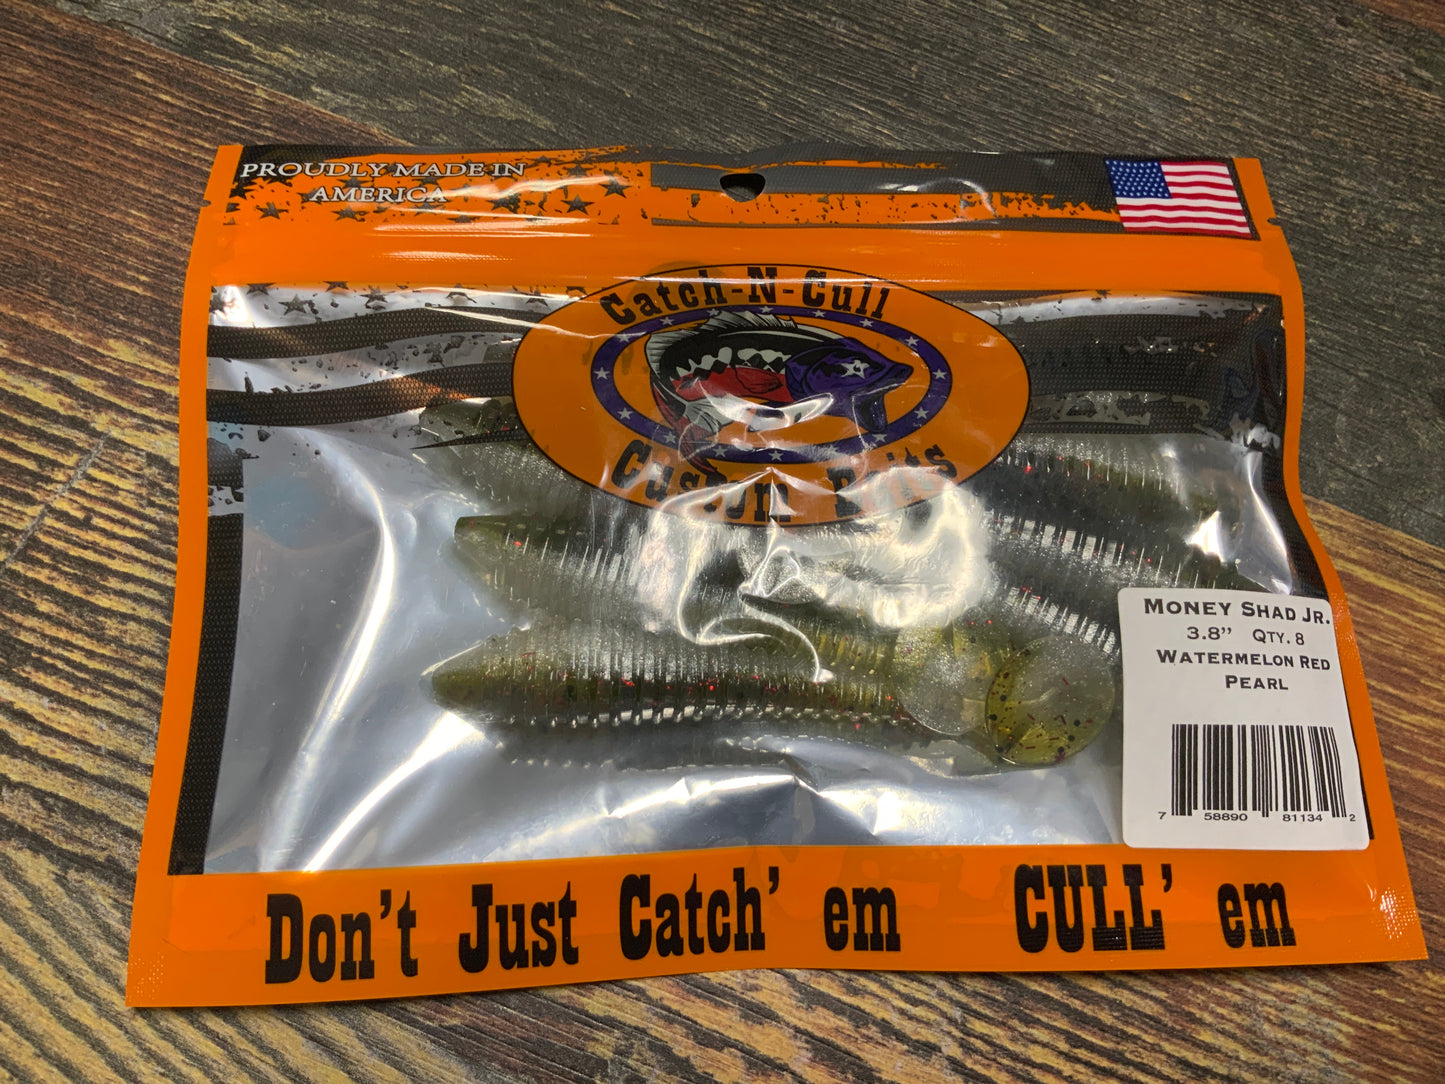 PROUDLY MADE IN
AMERICA
Catch-N-Cull
Custom Baits
MONEY SHAD JR.
3.8” QTY. 8
WATERMELON RED
PEARL
7 58890 81134 2
Don't Just Catch' em CULL' em